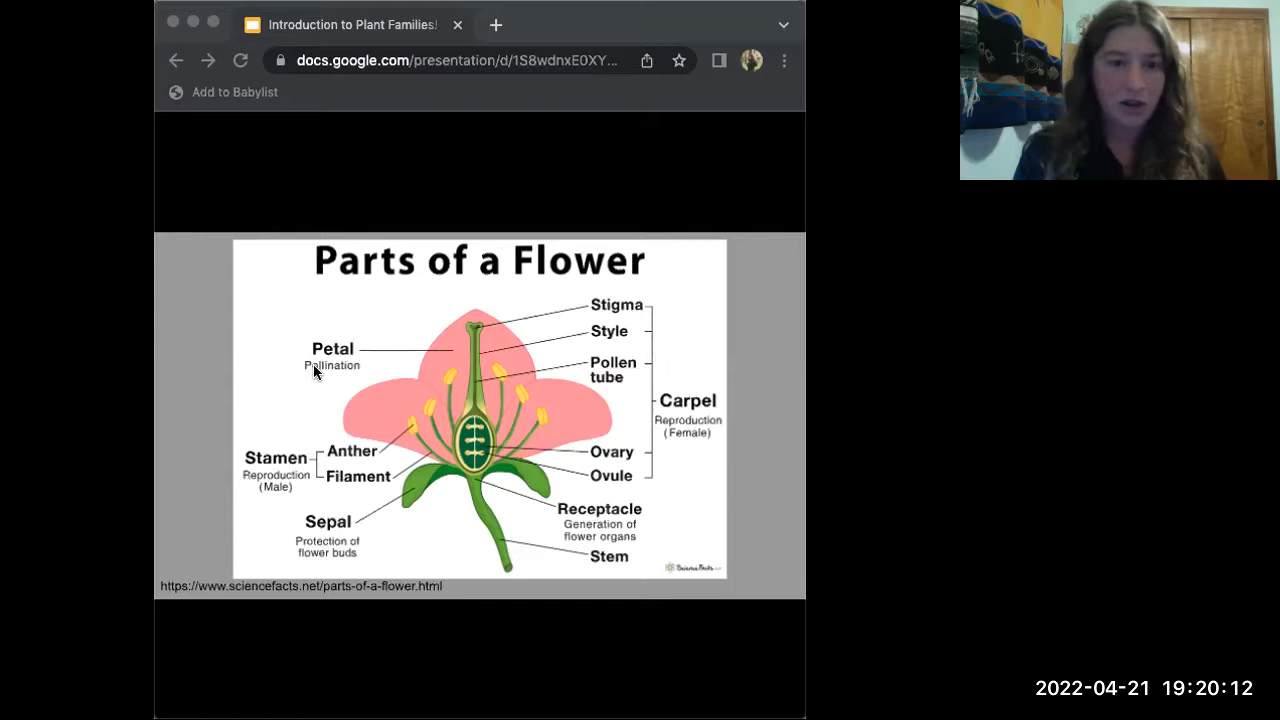 Introduction to Plant Families!
docs.google.com/presentation/d/1S8wdnxE0XY...
Add to Babylist
Parts of a Flower
Stigma
Style
Petal
Pollination
Pollen
tube
Carpel
Reproduction
(Female)
Stamen
Reproduction
(Male)
Anther
Filament
Ovary
Ovule
Sepal
Protection of
flower buds
Receptacle
Generation of
flower organs
Stem
https://www.sciencefacts.net/parts-of-a-flower.html
2022-04-21 19:20:12